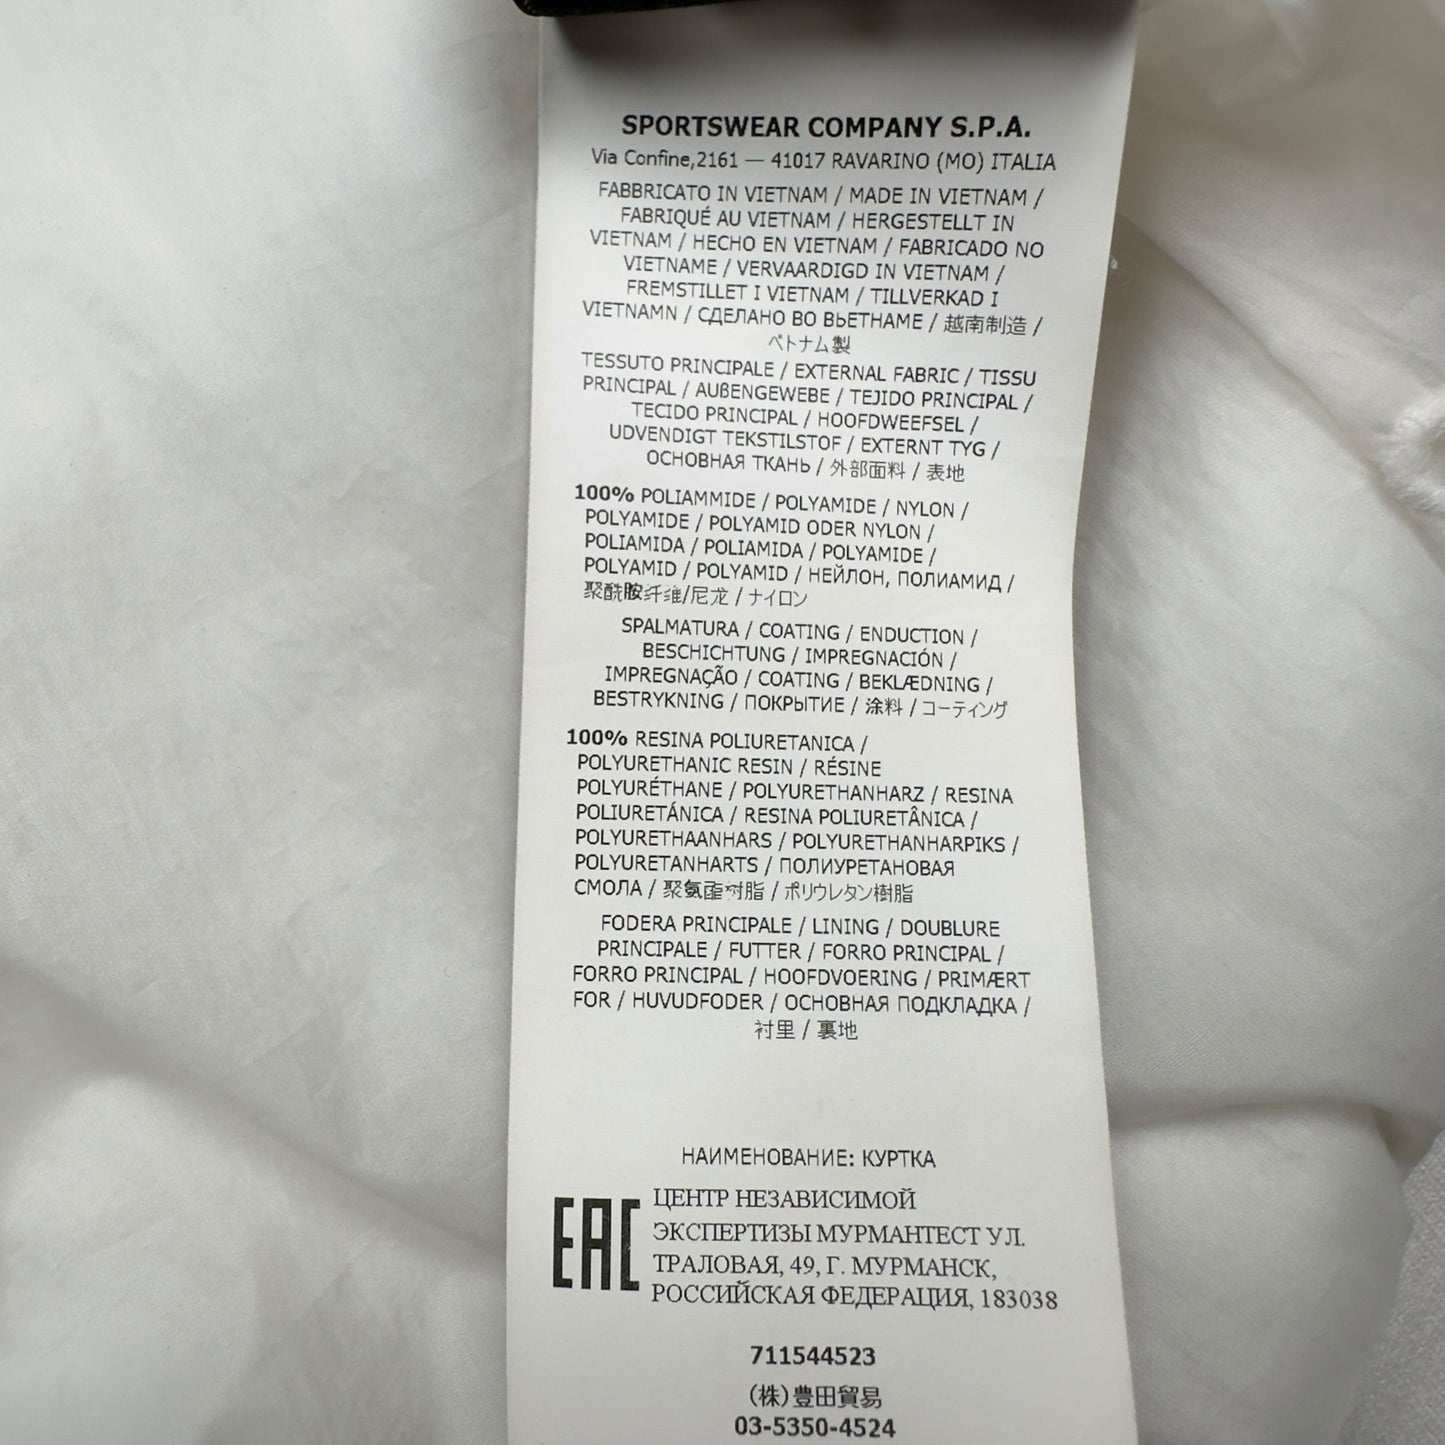 SPORTSWEAR COMPANY S.P.A.
Via Confine,2161 — 41017 RAVARINO (MO) ITALIA
FABBRICATO IN VIETNAM / MADE IN VIETNAM /
FABRIQUÉ AU VIETNAM / HERGESTELLT IN
VIETNAM / HECHO EN VIETNAM / FABRICADO NO
VIETNAME / VERVAARDIGD IN VIETNAM /
FREMSTILLET I VIETNAM / TILLVERKAD I
VIETNAMN / СДЕЛАНО ВО ВЬЕТНАМЕ / 越南制造 /
ベトナム製
TESSUTO PRINCIPALE / EXTERNAL FABRIC / TISSU
PRINCIPAL / AUßENGEWEBE / TEJIDO PRINCIPAL /
TECIDO PRINCIPAL / HOOFDWEEFSEL /
UDVENDIGT TEKSTILSTOF / EXTERNT TYG /
ОСНОВНАЯ ТКАНЬ / 外部面料 / 表地
100% POLIAMMIDE / POLYAMIDE / NYLON /
POLYAMIDE / POLYAMID ODER NYLON /
POLIAMIDA / POLIAMIDA / POLYAMIDE /
POLYAMID / POLYAMID / НЕЙЛОН, ПОЛИАМИД /
聚酰胺纤维/尼龙 / ナイロン
SPALMATURA / COATING / ENDUCTION /
BESCHICHTUNG / IMPREGNACIÓN /
IMPREGNAÇÃO / COATING / BEKLÆDNING /
BESTRYKNING / ПОКРЫТИЕ / 涂料 / コーティング
100% RESINA POLIURETANICA /
POLYURETHANIC RESIN / RÉSINE
POLYURÉTHANE / POLYURETHANHARZ / RESINA
POLIURETÁNICA / RESINA POLIURETÂNICA /
POLYURETHAANHARS / POLYURETHANHARPIKS /
POLYURETANHARTS / ПОЛИУРЕТАНОВАЯ
СМОЛА / 聚氨酯树脂 / ポリウレタン樹脂
FODERA PRINCIPALE / LINING / DOUBLURE
PRINCIPALE / FUTTER / FORRO PRINCIPAL /
FORRO PRINCIPAL / HOOFDVOERING / PRIMÆRT
FOR / HUVUDFODER / ОСНОВНАЯ ПОДКЛАДКА /
衬里 / 裏地
НАИМЕНОВАНИЕ: КУРТКА
EAC
ЦЕНТР НЕЗАВИСИМОЙ
ЭКСПЕРТИЗЫ МУРМАНТЕСТ УЛ.
ТРАЛОВАЯ, 49, Г. МУРМАНСК,
РОССИЙСКАЯ ФЕДЕРАЦИЯ, 183038
711544523
(株)豊田貿易
03-5350-4524